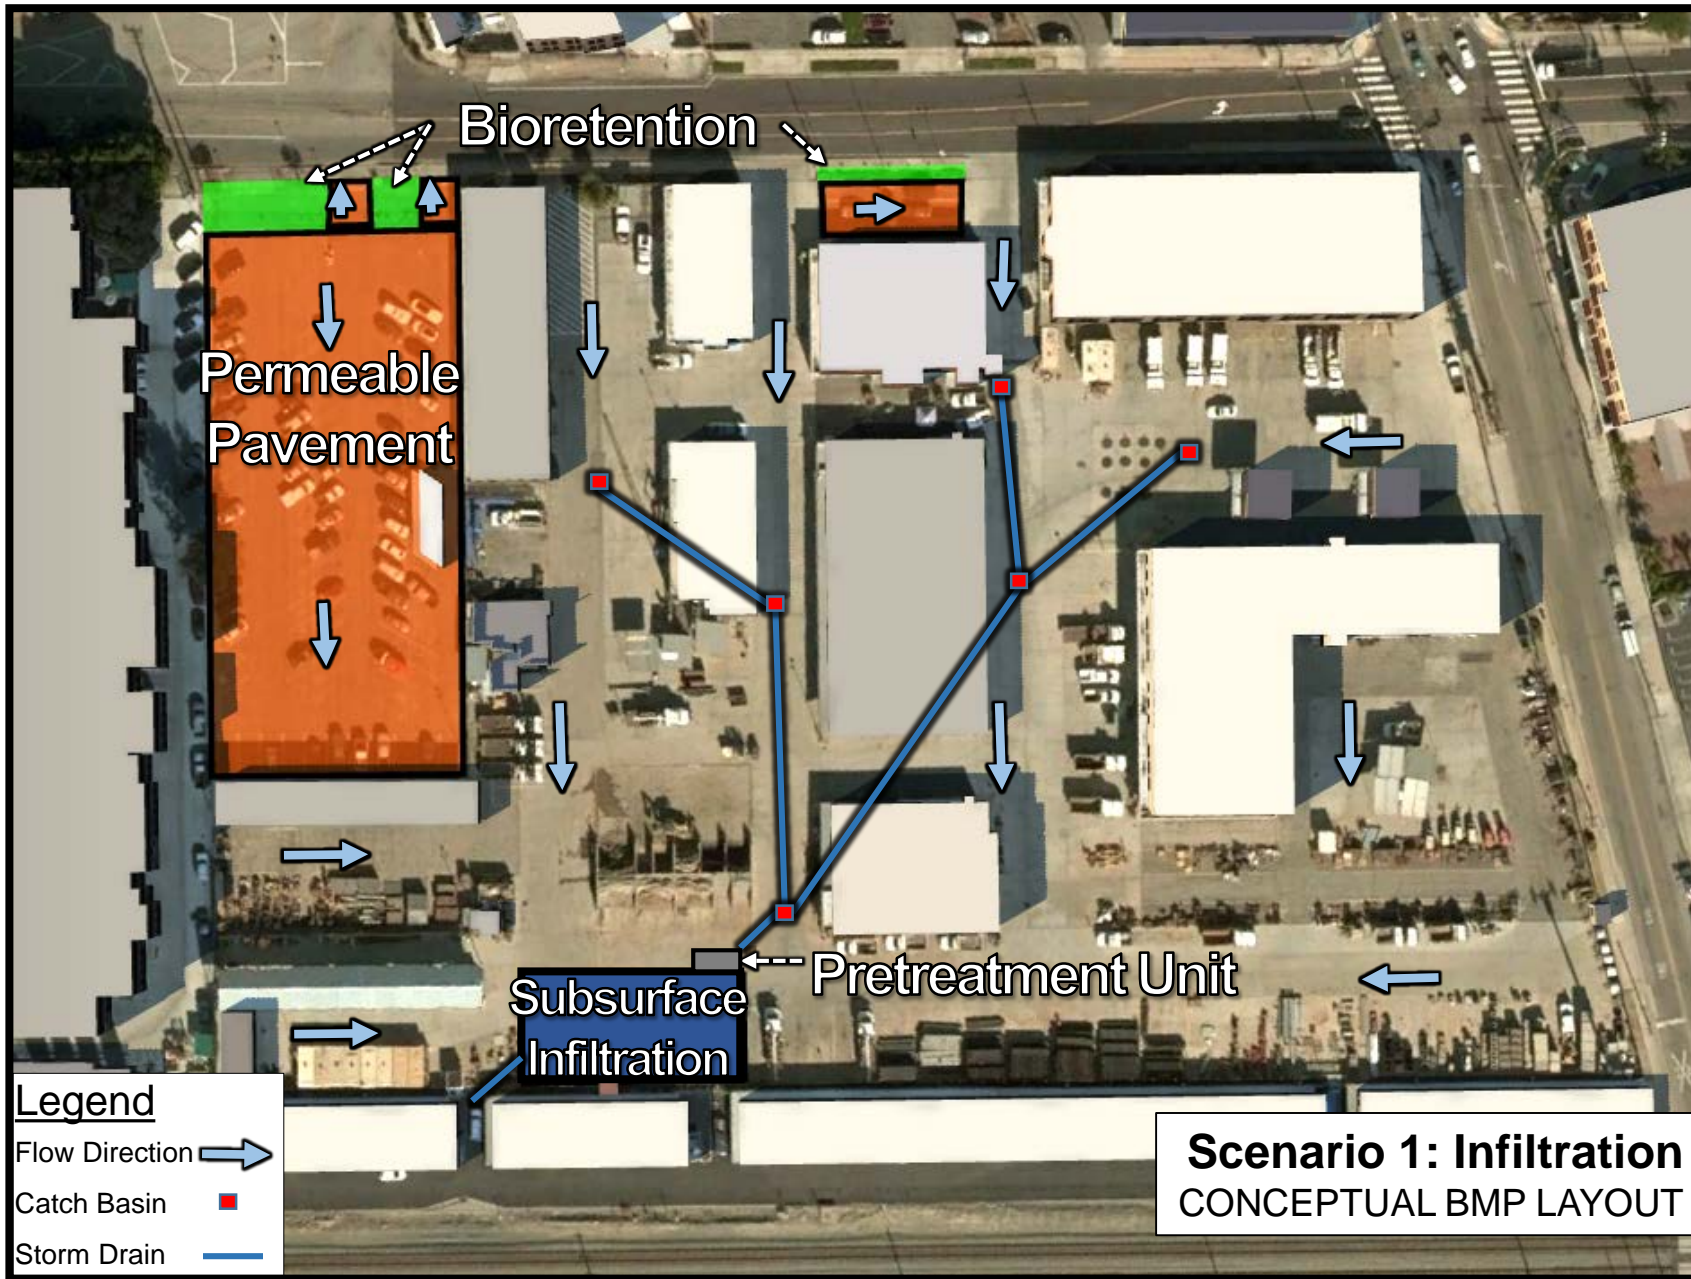 Bioretention
Permeable
Pavement
Pretreatment Unit
Subsurface
Infiltration
Legend
Flow Direction
Catch Basin
Storm Drain
Scenario 1: Infiltration
CONCEPTUAL BMP LAYOUT